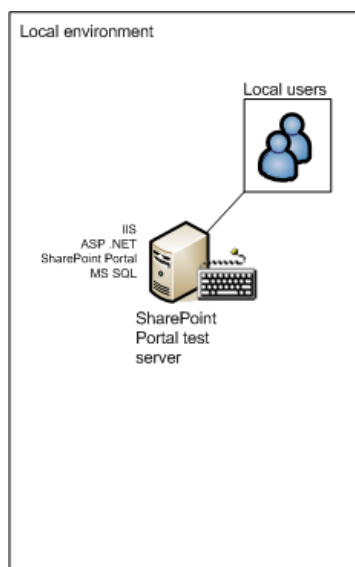 Local environment
Local users
IIS
ASP .NET
SharePoint Portal
MS SQL
SharePoint
Portal test
server